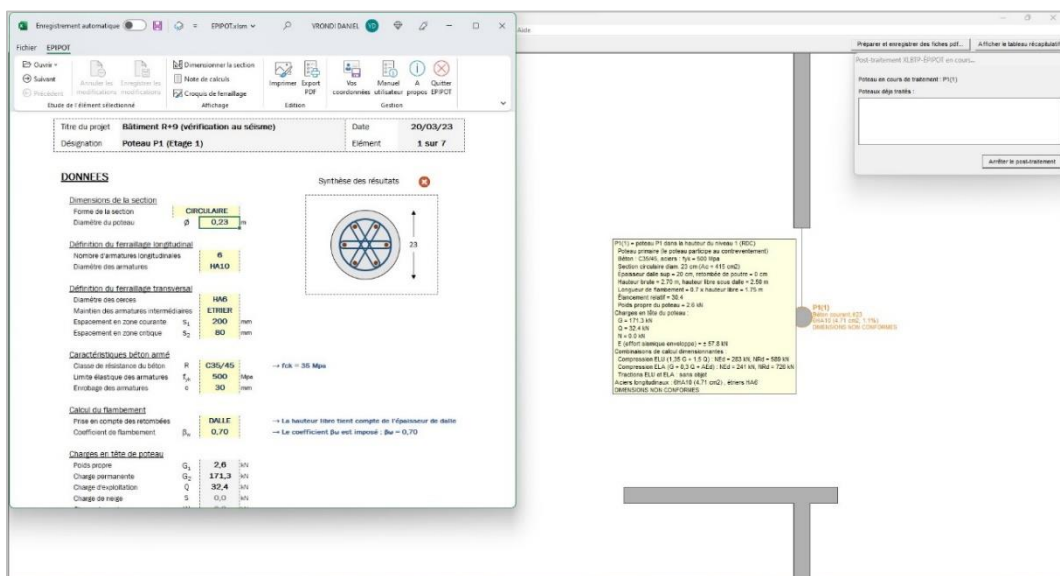 Enregistrement automatique
EPIPOT.xlsm
VRONDI DANIEL
VD
Fichier EPIPOT
Ouvrir
Suivant
Précédent
Annuler les modifications
Enregistrer les modifications
Dimensionner la section
Note de calculs
Croquis de ferraillage
Imprimer
Export PDF
Vos coordonnées
Manuel utilisateur
A propos
Quitter EPIPOT
Etude de l'élément sélectionné
Affichage
Edition
Gestion
Titre du projet Bâtiment R+9 (vérification au séisme) Date 20/03/23
Désignation Poteau P1 (Etage 1) Elément 1 sur 7
DONNEES
Synthèse des résultats
23
Dimensions de la section
Forme de la section CIRCULAIRE
Diamètre du poteau Ø 0,23 m
Définition du ferraillage longitudinal
Nombre d'armatures longitudinales 6
Diamètre des armatures HA10
Définition du ferraillage transversal
Diamètre des cerces HA6
Maintien des armatures intermédiaires ETRIER
Espacement en zone courante S1 200 mm
Espacement en zone critique S2 80 mm
Caractéristiques béton armé
Classe de résistance du béton R C35/45 → fck = 35 Mpa
Limite élastique des armatures fyk 500 Mpa
Enrobage des armatures c 30 mm
Calcul du flambement
Prise en compte des retombées DALLE → La hauteur libre tient compte de l'épaisseur de dalle
Coefficient de flambement βw 0,70 → Le coefficient βw est imposé : βw = 0,70
Charges en tête de poteau
Poids propre G1 2,6 kN
Charge permanente G2 171,3 kN
Charge d'exploitation Q 32,4 kN
Charge de neige S 0,0 kN
Aide
Préparer et enregistrer des fiches pdf...
Afficher le tableau récapitulatif
Post-traitement XLBTP-EPIPOT en cours...
Poteau en cours de traitement : P1(1)
Poteaux déjà traités :
Arrêter le post-traitement
P1(1) = poteau P1 dans la hauteur du niveau 1 (RDC)
Poteau primaire (le poteau participe au contreventement)
Béton : C35/45, aciers : fyk = 500 Mpa
Section circulaire diam. 23 cm (Ac = 415 cm2)
Epaisseur dalle sup = 20 cm, retombée de poutre = 0 cm
Hauteur brute = 2.70 m, hauteur libre sous dalle = 2.50 m
Longueur de flambement = 0.7 x hauteur libre = 1.75 m
Élancement relatif = 30.4
Poids propre du poteau = 2.6 kN
Charges en tête du poteau :
G = 171.3 kN
Q = 32.4 kN
N = 0.0 kN
E (effort sismique enveloppe) = ± 57.8 kN
Combinaisons de calcul dimensionnantes :
Compression ELU (1,35 G + 1,5 Q) : NEd = 283 kN, NRd = 589 kN
Compression ELA (G + 0,3 Q + AEd) : NEd = 241 kN, NRd = 726 kN
Tractions ELU et ELA : sans objet
Aciers longitudinaux : 6HA10 (4.71 cm2) , étriers HA6
DIMENSIONS NON CONFORMES
P1(1)
Béton courant, R23
6HA10 (4.71 cm2, 1.1%)
DIMENSIONS NON CONFORMES